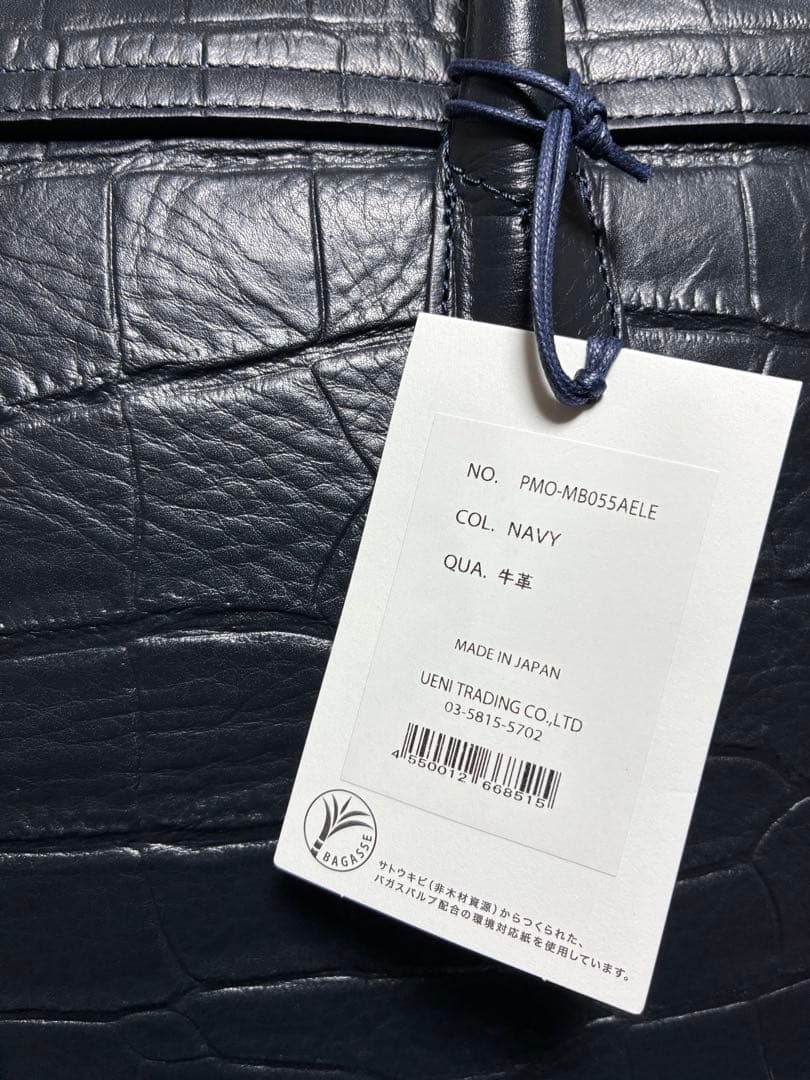 NO. PMO-MB055AELE
COL. NAVY
QUA. 牛革
MADE IN JAPAN
UENI TRADING CO.,LTD
03-5815-5702
4 550012 668515
BAGASSE
サトウキビ(非木材資源)からつくられた、
バガスパルプ配合の環境対応紙を使用しています。